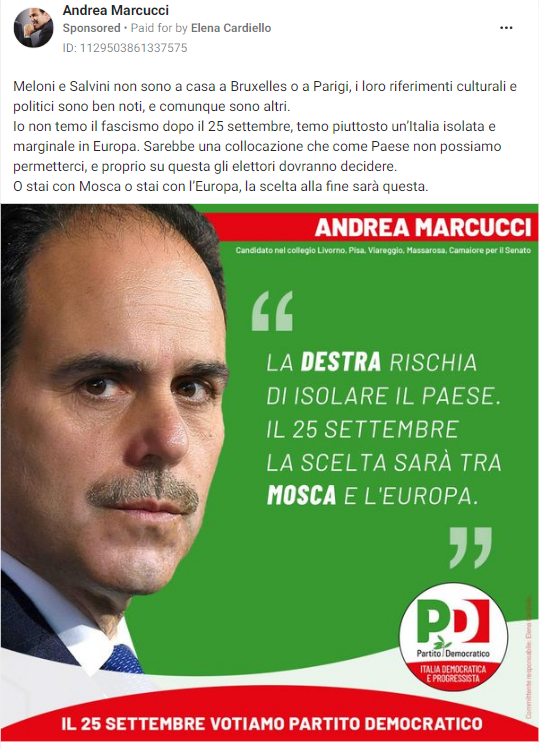 Andrea Marcucci
Sponsored • Paid for by Elena Cardiello
ID: 1129503861337575
Meloni e Salvini non sono a casa a Bruxelles o a Parigi, i loro riferimenti culturali e
politici sono ben noti, e comunque sono altri.
Io non temo il fascismo dopo il 25 settembre, temo piuttosto un'Italia isolata e
marginale in Europa. Sarebbe una collocazione che come Paese non possiamo
permetterci, e proprio su questa gli elettori dovranno decidere.
O stai con Mosca o stai con l'Europa, la scelta alla fine sarà questa.
ANDREA MARCUCCI
Candidato nel collegio Livorno, Pisa, Viareggio, Massarosa, Camaiore per il Senato
“
LA DESTRA RISCHIA
DI ISOLARE IL PAESE.
IL 25 SETTEMBRE
LA SCELTA SARÀ TRA
MOSCA E L'EUROPA.
”
PD
Partito Democratico
ITALIA DEMOCRATICA
E PROGRESSISTA
Committente responsabile: Elena Cardiello
IL 25 SETTEMBRE VOTIAMO PARTITO DEMOCRATICO